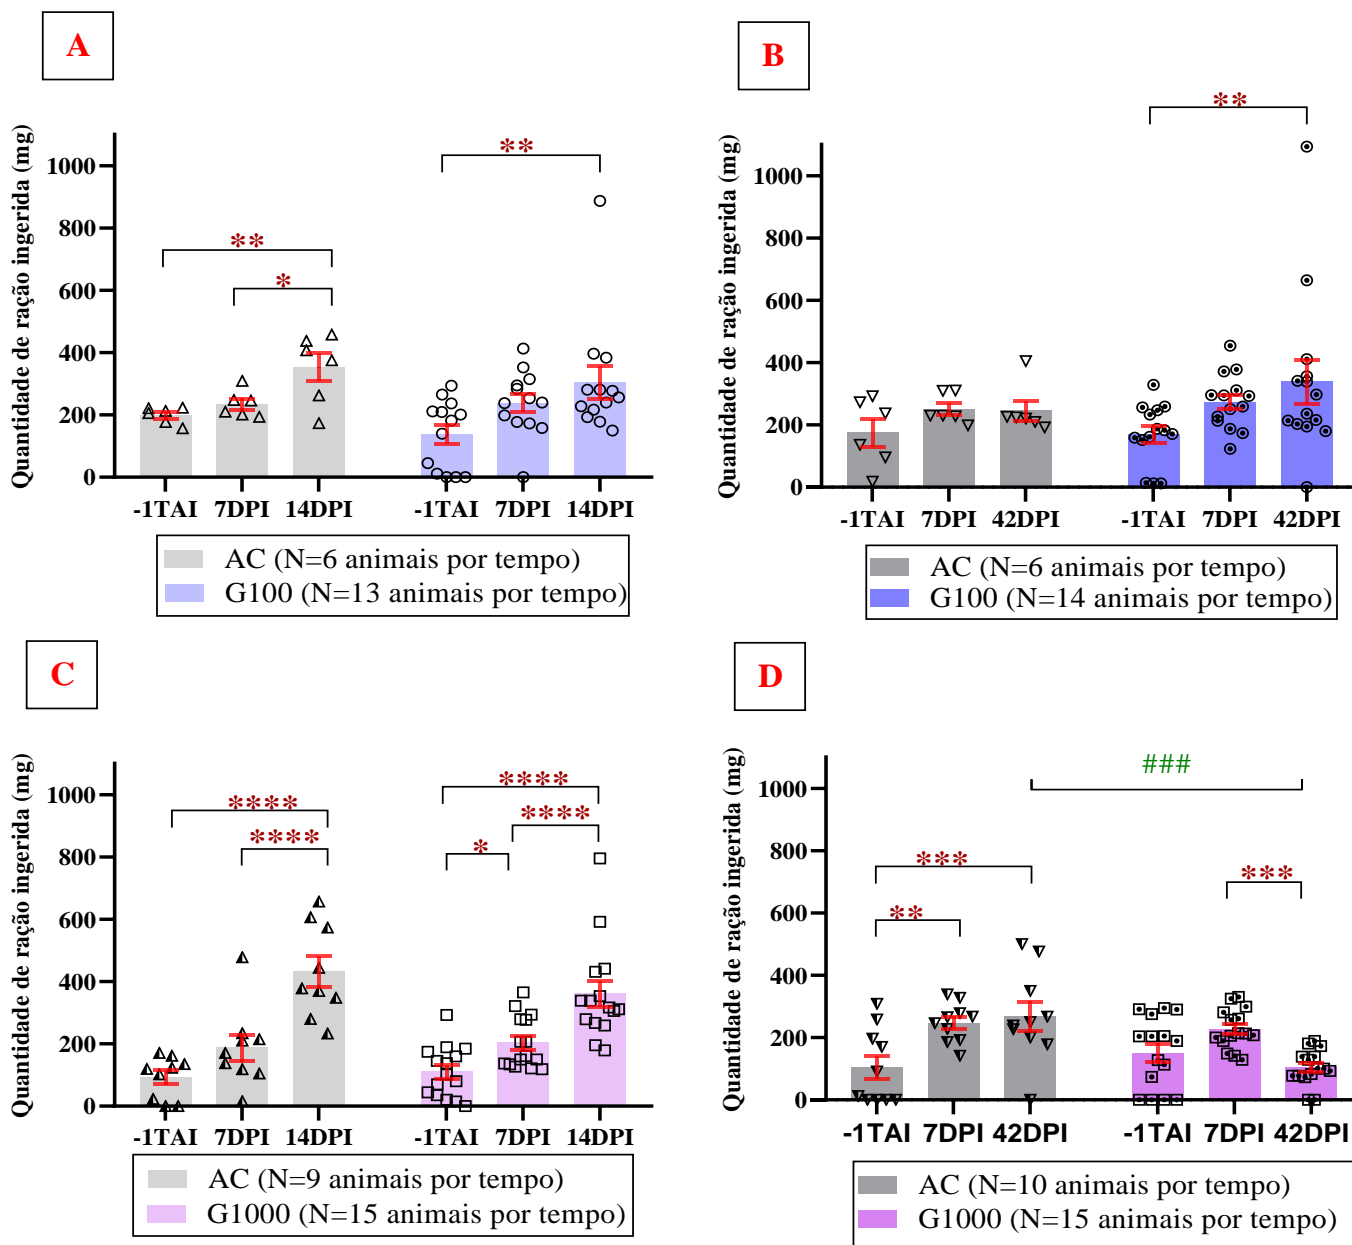 A
Quantidade de ração ingerida (mg)
1000
800
600
400
200
0
**
*
**
-1TAI 7DPI 14DPI -1TAI 7DPI 14DPI
AC (N=6 animais por tempo)
G100 (N=13 animais por tempo)
B
Quantidade de ração ingerida (mg)
1000
800
600
400
200
0
**
-1TAI 7DPI 42DPI -1TAI 7DPI 42DPI
AC (N=6 animais por tempo)
G100 (N=14 animais por tempo)
C
Quantidade de ração ingerida (mg)
1000
800
600
400
200
0
****
****
****
****
*
-1TAI 7DPI 14DPI -1TAI 7DPI 14DPI
AC (N=9 animais por tempo)
G1000 (N=15 animais por tempo)
D
Quantidade de ração ingerida (mg)
1000
800
600
400
200
0
###
***
**
***
-1TAI 7DPI 42DPI -1TAI 7DPI 42DPI
AC (N=10 animais por tempo)
G1000 (N=15 animais por tempo)